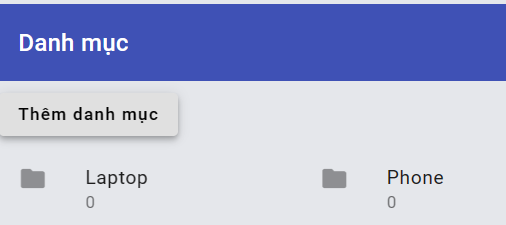 Danh mục
Thêm danh mục
Laptop
0
Phone
0